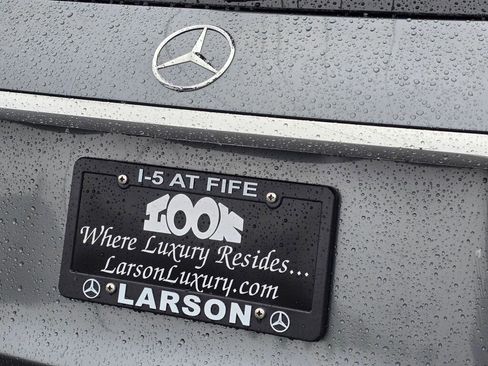 I-5 AT FIFE
100K
Where Luxury Resides...
LarsonLuxury.com
LARSON